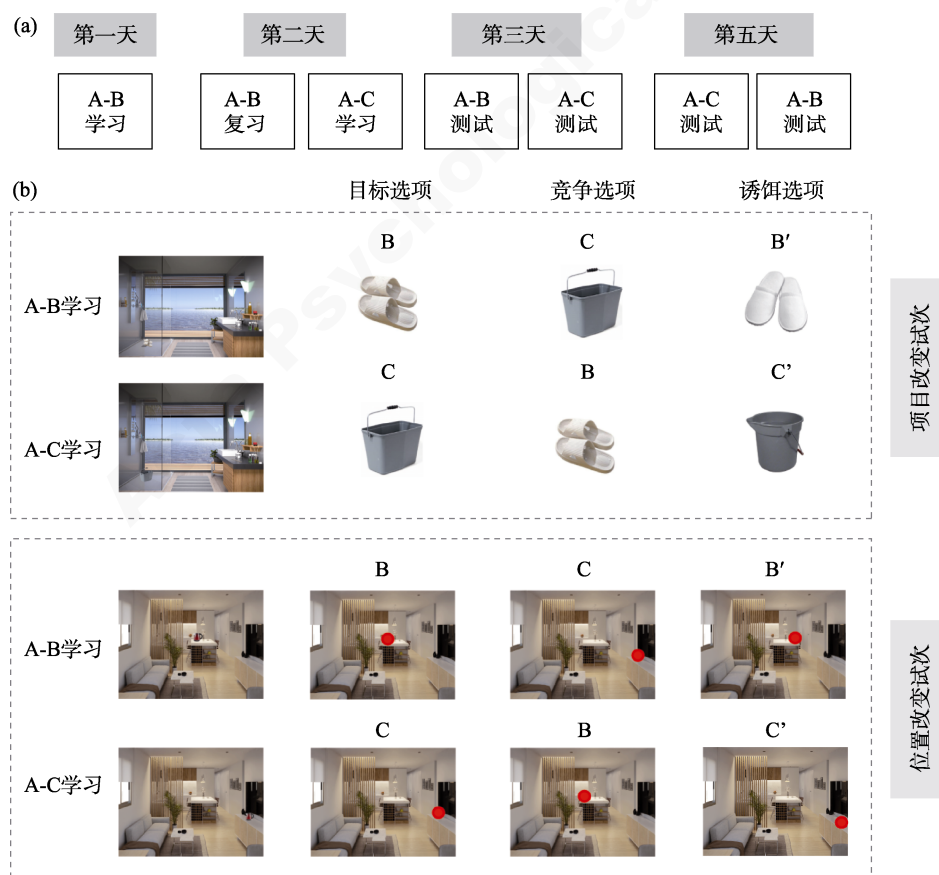 (a)
第一天
第二天
第三天
第五天
A-B
学习
A-B
复习
A-C
学习
A-B
测试
A-C
测试
A-C
测试
A-B
测试
(b)
目标选项
竞争选项
诱饵选项
B
C
B′
A-B学习
C
B
C’
A-C学习
项目改变试次
B
C
B′
A-B学习
C
B
C’
A-C学习
位置改变试次